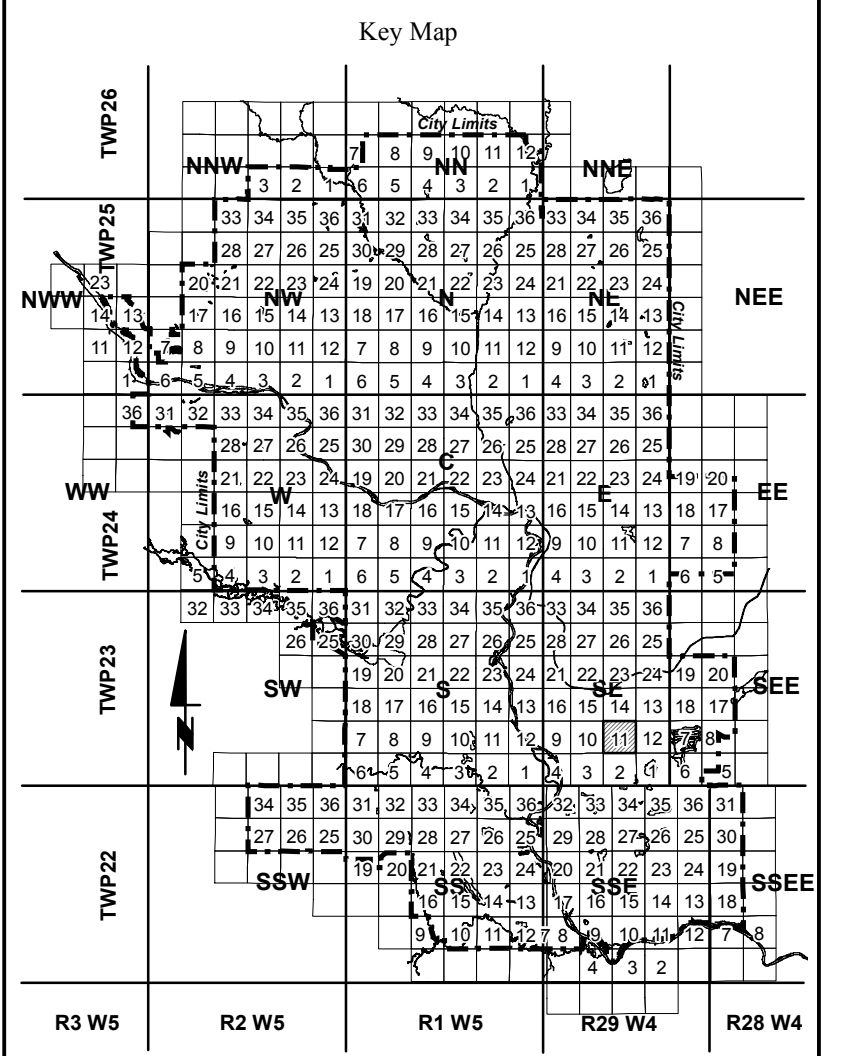 Key Map
TWP26
City Limits
7 8 9 10 11 12
NNW NN NNE
3 2 1 6 5 4 3 2 1
TWP25
33 34 35 36 31 32 33 34 35 36 33 34 35 36
28 27 26 25 30 29 28 27 26 25 28 27 26 25
23 20 21 22 23 24 19 20 21 22 23 24 21 22 23 24
NWW NW N NE NEE
14 13 17 16 15 14 13 18 17 16 15 14 13 16 15 14 13
City Limits
11 12 7 8 9 10 11 12 7 8 9 10 11 12 9 10 11 12
1 6 5 4 3 2 1 6 5 4 3 2 1 4 3 2 1
36 31 32 33 34 35 36 31 32 33 34 35 36 33 34 35 36
28 27 26 25 30 29 28 27 26 25 28 27 26 25
C
21 22 23 24 19 20 21 22 23 24 21 22 23 24 19 20
WW W E EE
City Limits
16 15 14 13 18 17 16 15 14 13 16 15 14 13 18 17
TWP24
9 10 11 12 7 8 9 10 11 12 9 10 11 12 7 8
5 4 3 2 1 6 5 4 3 2 1 4 3 2 1 6 5
32 33 34 35 36 31 32 33 34 35 36 33 34 35 36
26 25 30 29 28 27 26 25 28 27 26 25
TWP23
19 20 21 22 23 24 21 22 23 24 19 20
SW S SE SEE
18 17 16 15 14 13 16 15 14 13 18 17
N
7 8 9 10 11 12 9 10 11 12 7 8
6 5 4 3 2 1 4 3 2 1 6 5
34 35 36 31 32 33 34 35 36 32 33 34 35 36 31
27 26 25 30 29 28 27 26 25 29 28 27 26 25 30
TWP22
19 20 21 22 23 24 20 21 22 23 24 19
SSW SS SSE SSEE
16 15 14 13 17 16 15 14 13 18
9 10 11 12 7 8 9 10 11 12 7 8
4 3 2
R3 W5 R2 W5 R1 W5 R29 W4 R28 W4